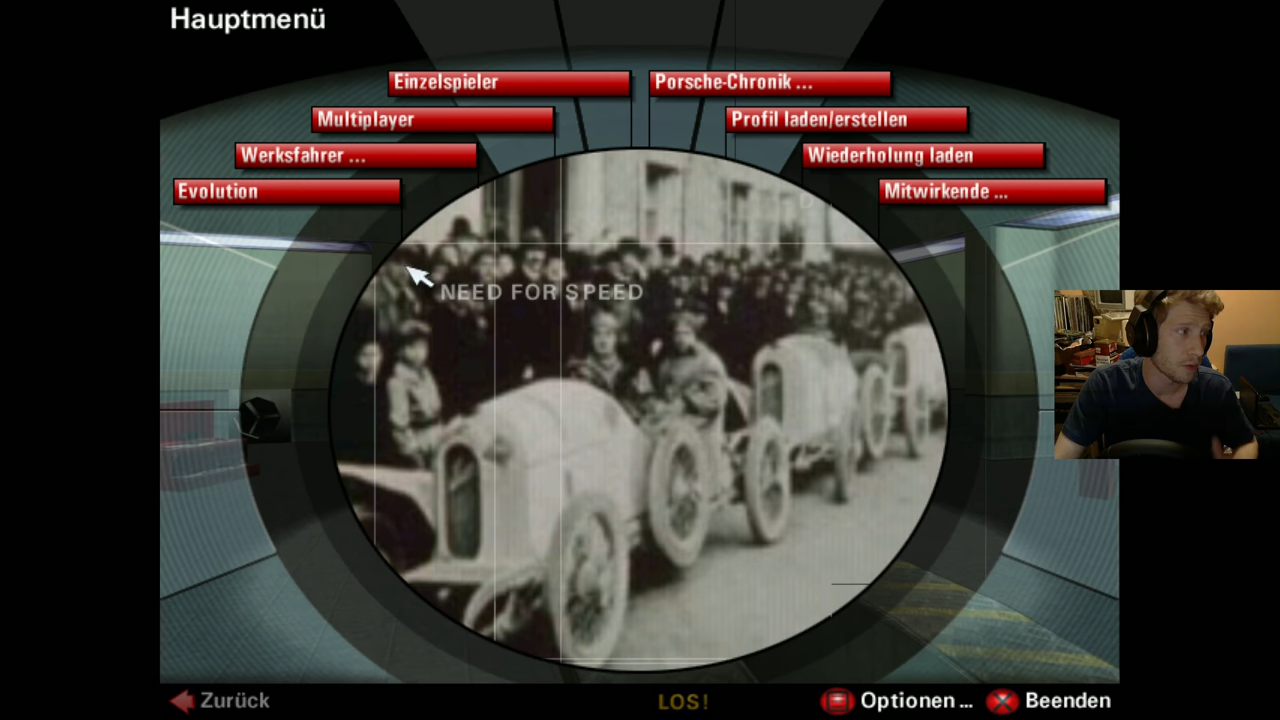 Hauptmenü
Einzelspieler
Porsche-Chronik ...
Multiplayer
Profil laden/erstellen
Werksfahrer ...
Wiederholung laden
Evolution
Mitwirkende ...
NEED FOR SPEED
Zurück
LOS!
Optionen ...
Beenden